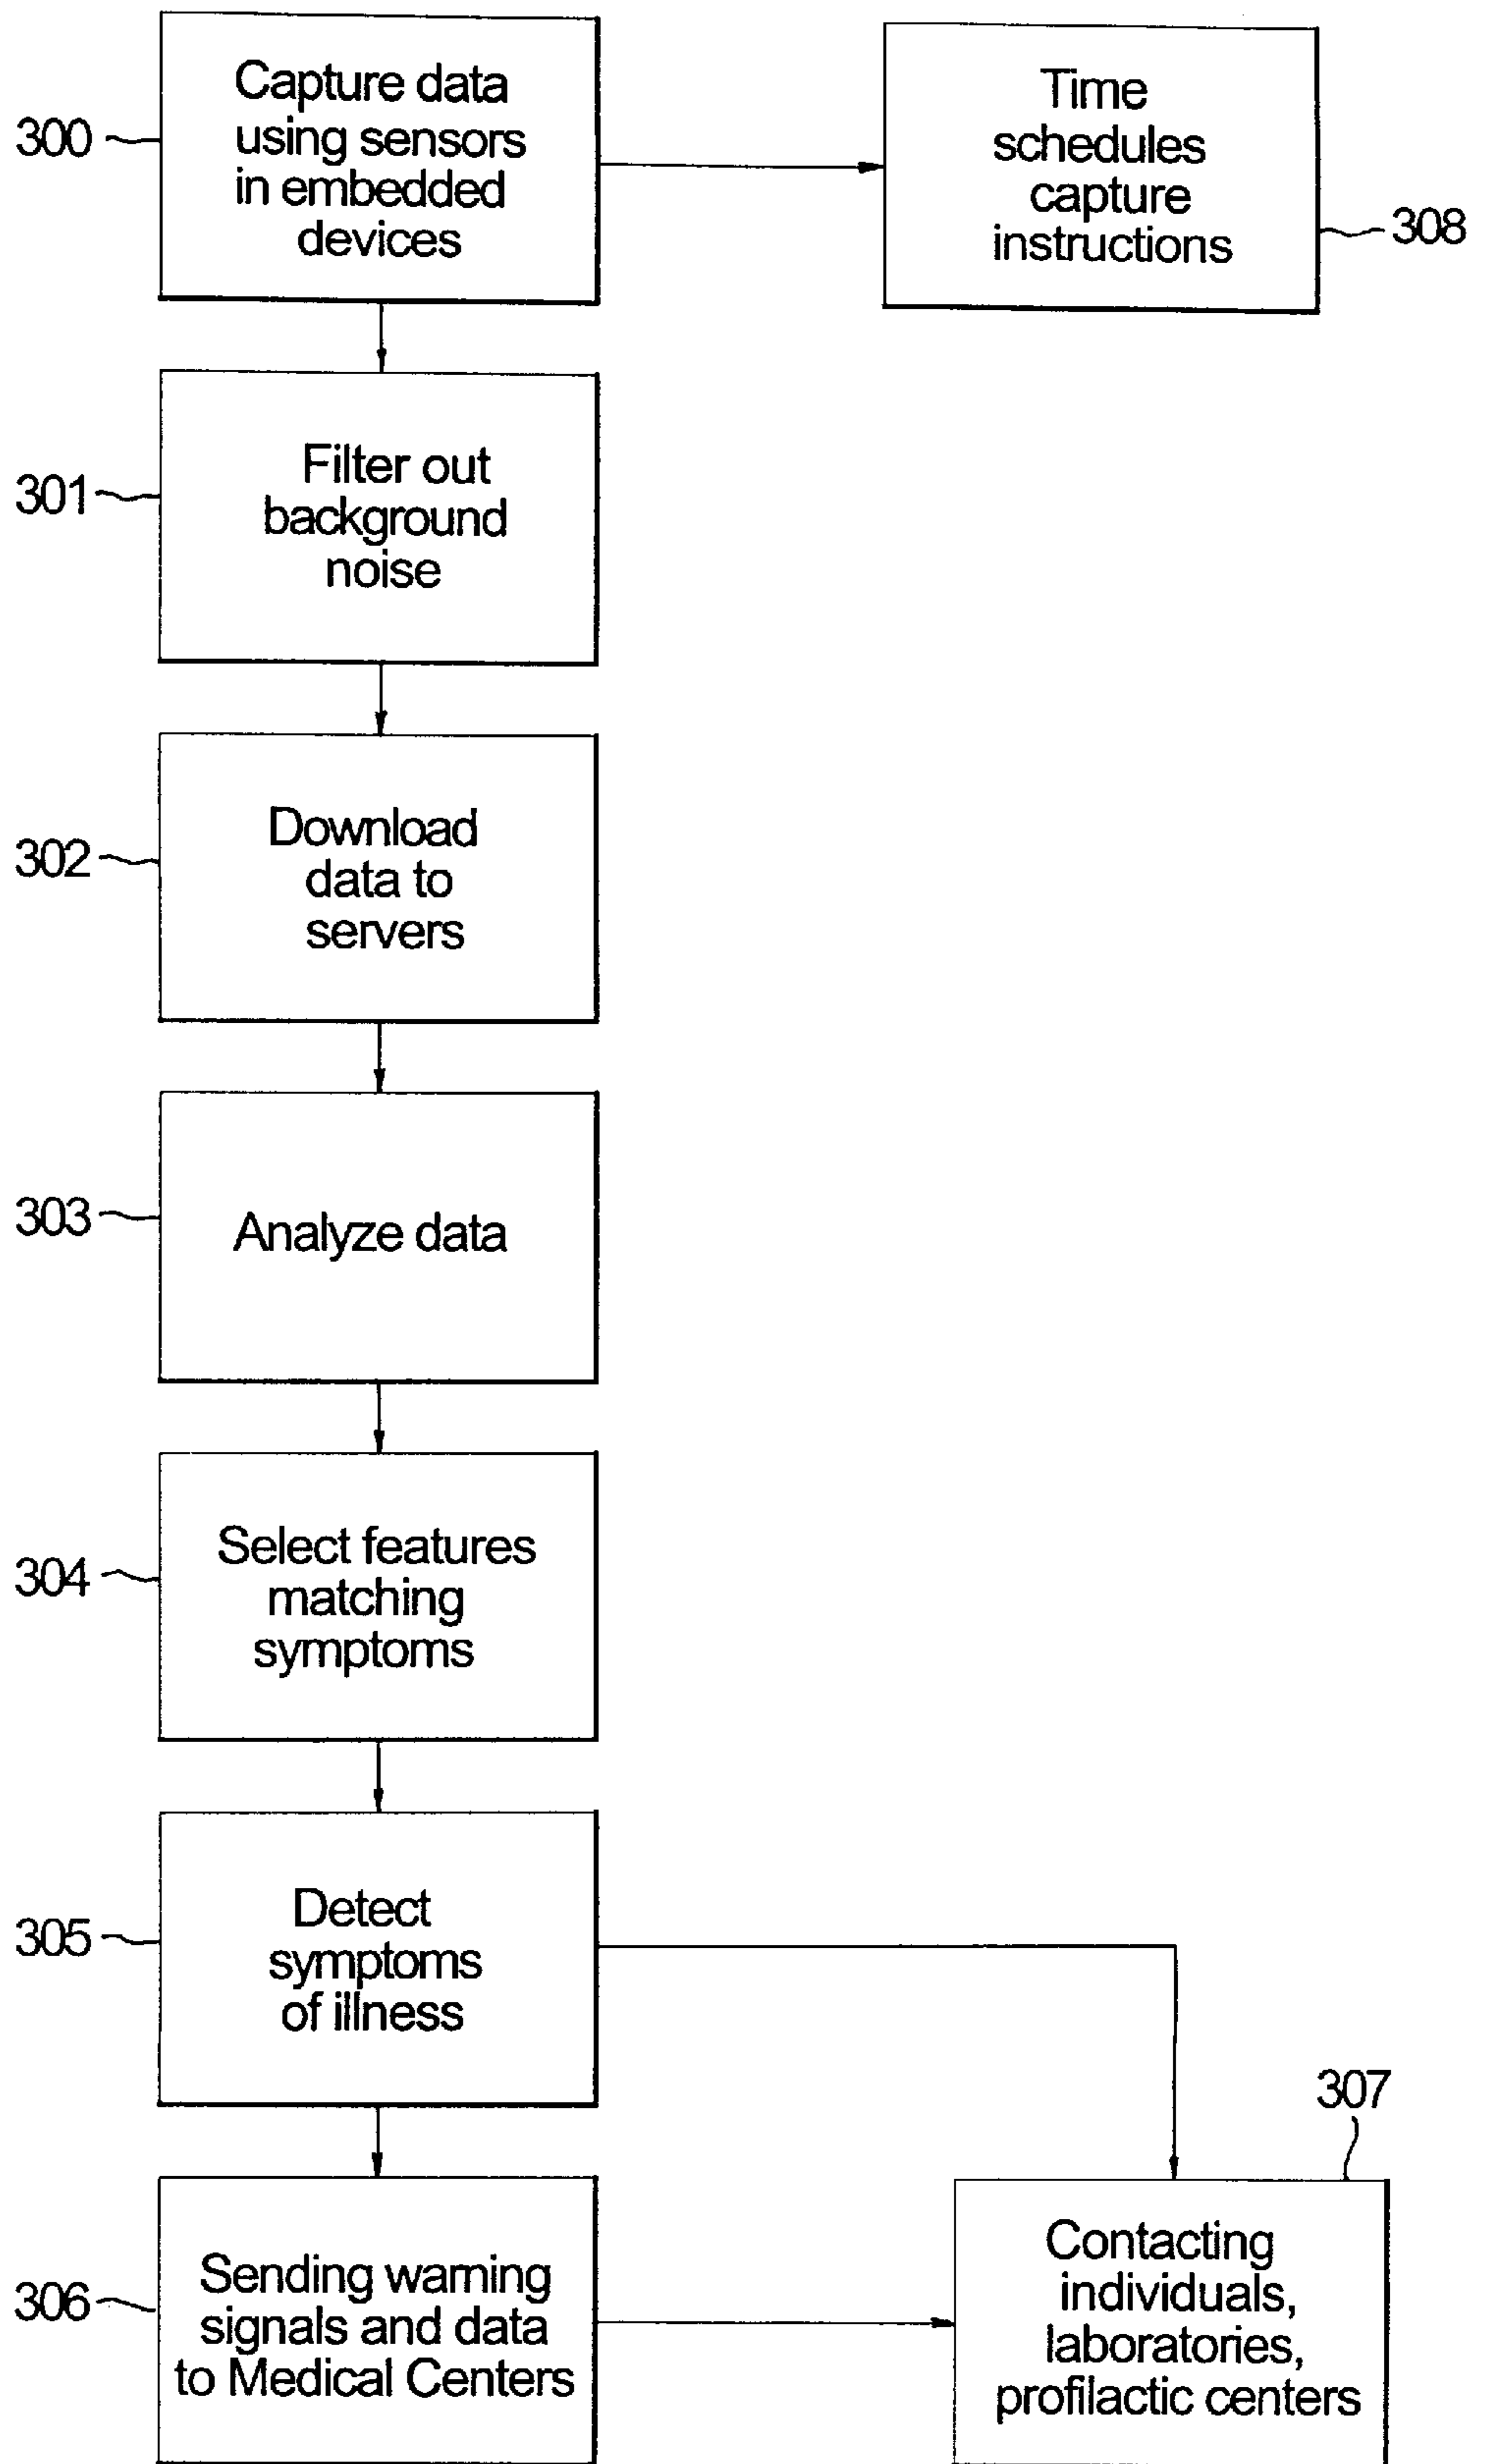 300
Capture data
using sensors
in embedded
devices
Time
schedules
capture
instructions
308
301
Filter out
background
noise
302
Download
data to
servers
303
Analyze data
304
Select features
matching
symptoms
305
Detect
symptoms
of illness
306
Sending warning
signals and data
to Medical Centers
307
Contacting
individuals,
laboratories,
profilactic centers